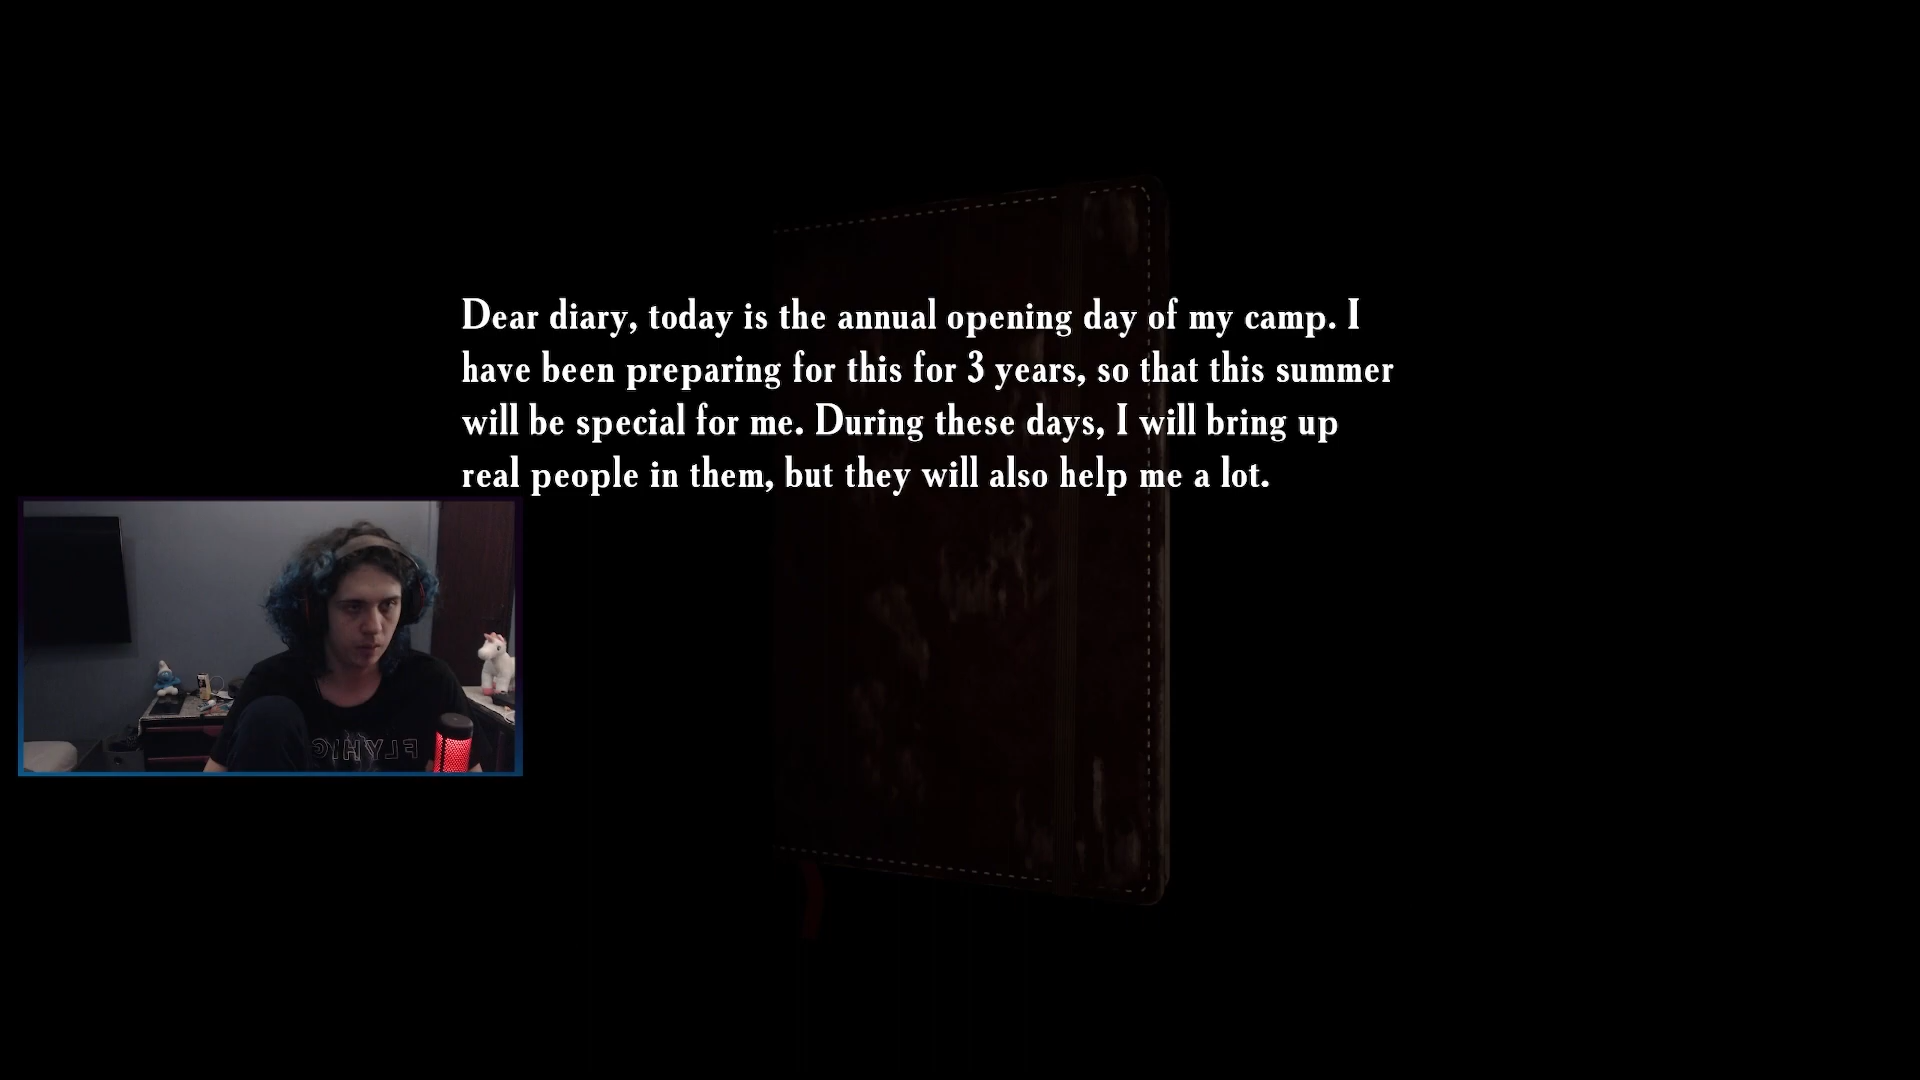 Dear diary, today is the annual opening day of my camp. I
have been preparing for this for 3 years, so that this summer
will be special for me. During these days, I will bring up
real people in them, but they will also help me a lot.